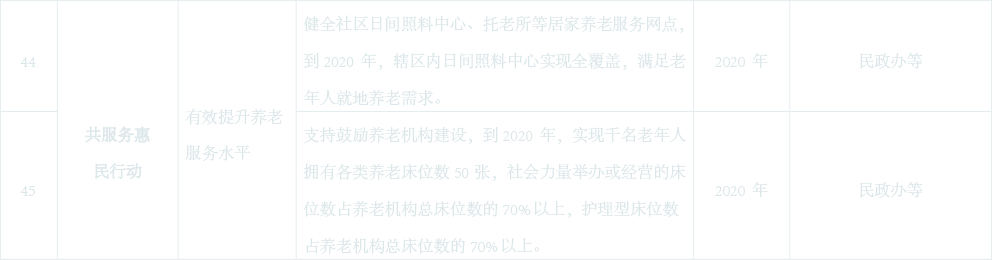 44
共服务惠
民行动
有效提升养老
服务水平
健全社区日间照料中心、托老所等居家养老服务网点，
到 2020 年，辖区内日间照料中心实现全覆盖，满足老
年人就地养老需求。
2020 年
民政办等
45
支持鼓励养老机构建设，到 2020 年，实现千名老年人
拥有各类养老床位数 50 张，社会力量举办或经营的床
位数占养老机构总床位数的 70%以上，护理型床位数
占养老机构总床位数的 70%以上。
2020 年
民政办等